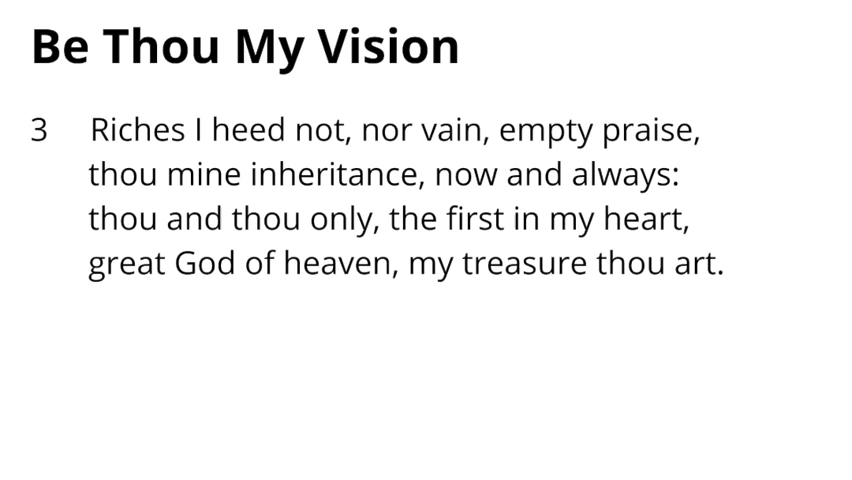 Be Thou My Vision
3 Riches I heed not, nor vain, empty praise,
thou mine inheritance, now and always:
thou and thou only, the first in my heart,
great God of heaven, my treasure thou art.